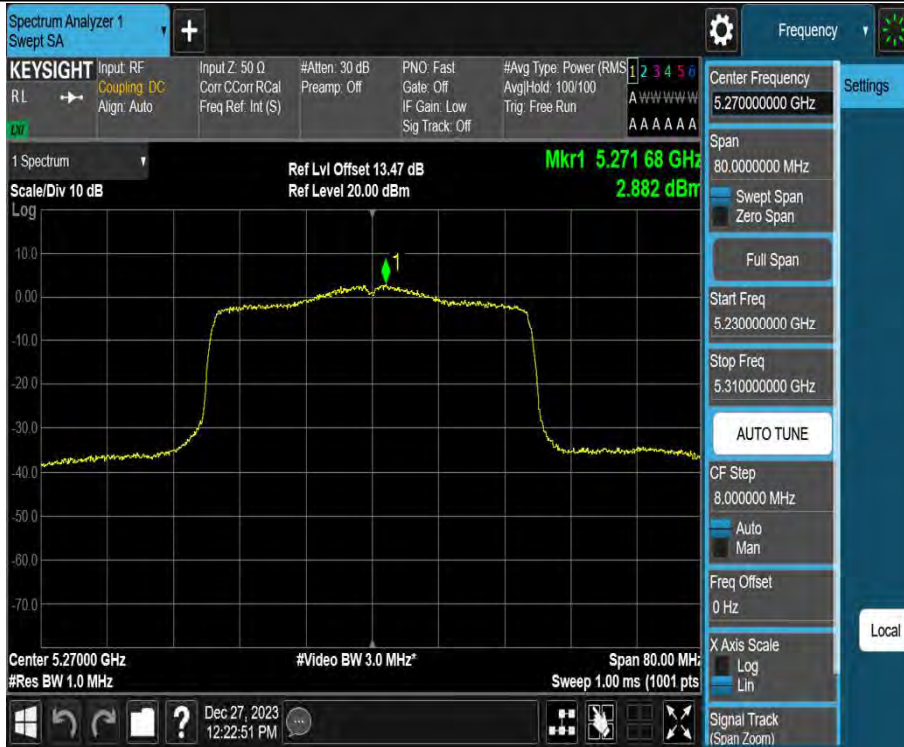 Spectrum Analyzer 1
Swept SA
+
Frequency
KEYSIGHT
RL
LXI
Input: RF
Coupling: DC
Align: Auto
Input Z: 50 Ω
Corr CCorr RCal
Freq Ref: Int (S)
#Atten: 30 dB
Preamp: Off
PNO: Fast
Gate: Off
IF Gain: Low
Sig Track: Off
#Avg Type: Power (RMS
Avg|Hold: 100/100
Trig: Free Run
1 2 3 4 5 6
A W W W W W
A A A A A A
1 Spectrum
Scale/Div 10 dB
Log
Ref Lvl Offset 13.47 dB
Ref Level 20.00 dBm
Mkr1 5.271 68 GHz
2.882 dBm
1
10.0
0.00
-10.0
-20.0
-30.0
-40.0
-50.0
-60.0
-70.0
Center 5.27000 GHz
#Res BW 1.0 MHz
#Video BW 3.0 MHz*
Span 80.00 MHz
Sweep 1.00 ms (1001 pts
Dec 27, 2023
12:22:51 PM
?
Center Frequency
5.270000000 GHz
Settings
Span
80.0000000 MHz
Swept Span
Zero Span
Full Span
Start Freq
5.230000000 GHz
Stop Freq
5.310000000 GHz
AUTO TUNE
CF Step
8.000000 MHz
Auto
Man
Freq Offset
0 Hz
X Axis Scale
Log
Lin
Signal Track
(Span Zoom)
Local